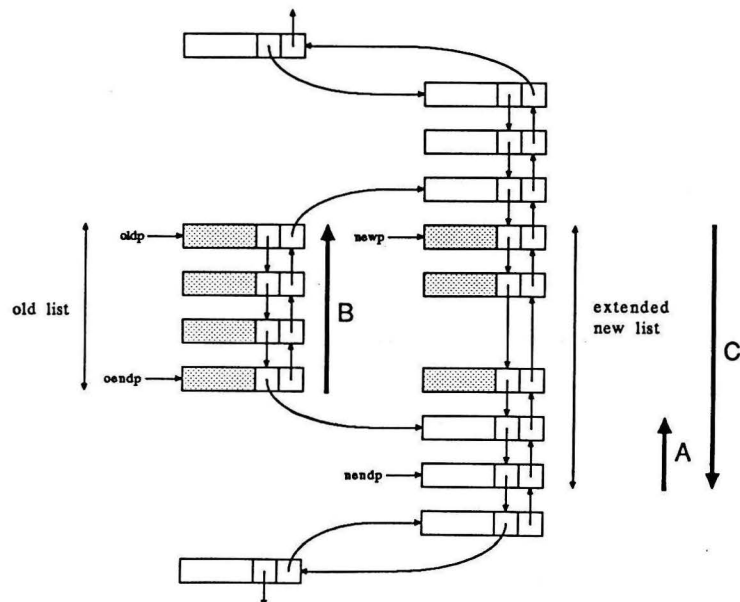 oldp
newp
old list
B
extended
new list
C
oendp
A
nendp